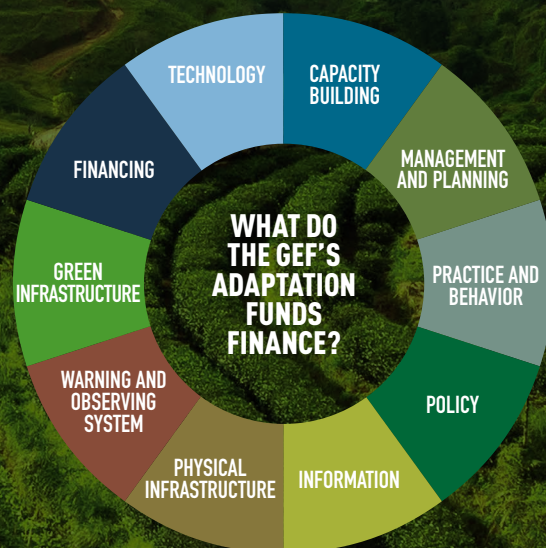 WHAT DO
THE GEF'S
ADAPTATION
FUNDS
FINANCE?
CAPACITY
BUILDING
MANAGEMENT
AND PLANNING
PRACTICE AND
BEHAVIOR
POLICY
INFORMATION
PHYSICAL
INFRASTRUCTURE
WARNING AND
OBSERVING
SYSTEM
GREEN
INFRASTRUCTURE
FINANCING
TECHNOLOGY